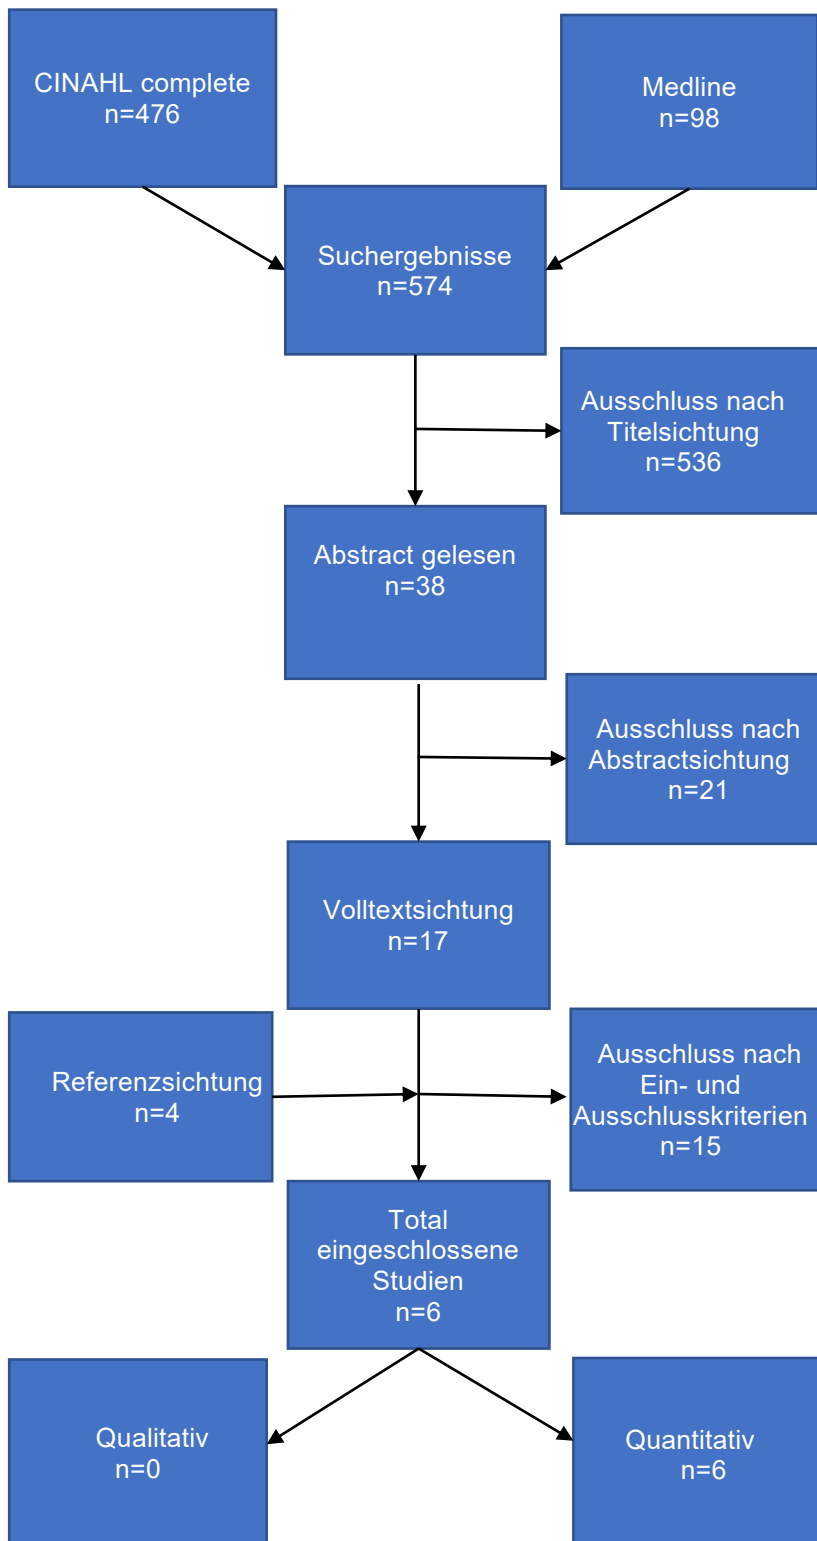 CINAHL complete
n=476
Medline
n=98
Suchergebnisse
n=574
Ausschluss nach
Titelsichtung
n=536
Abstract gelesen
n=38
Ausschluss nach
Abstractsichtung
n=21
Volltextsichtung
n=17
Referenzsichtung
n=4
Ausschluss nach
Ein- und
Ausschlusskriterien
n=15
Total
eingeschlossene
Studien
n=6
Qualitativ
n=0
Quantitativ
n=6